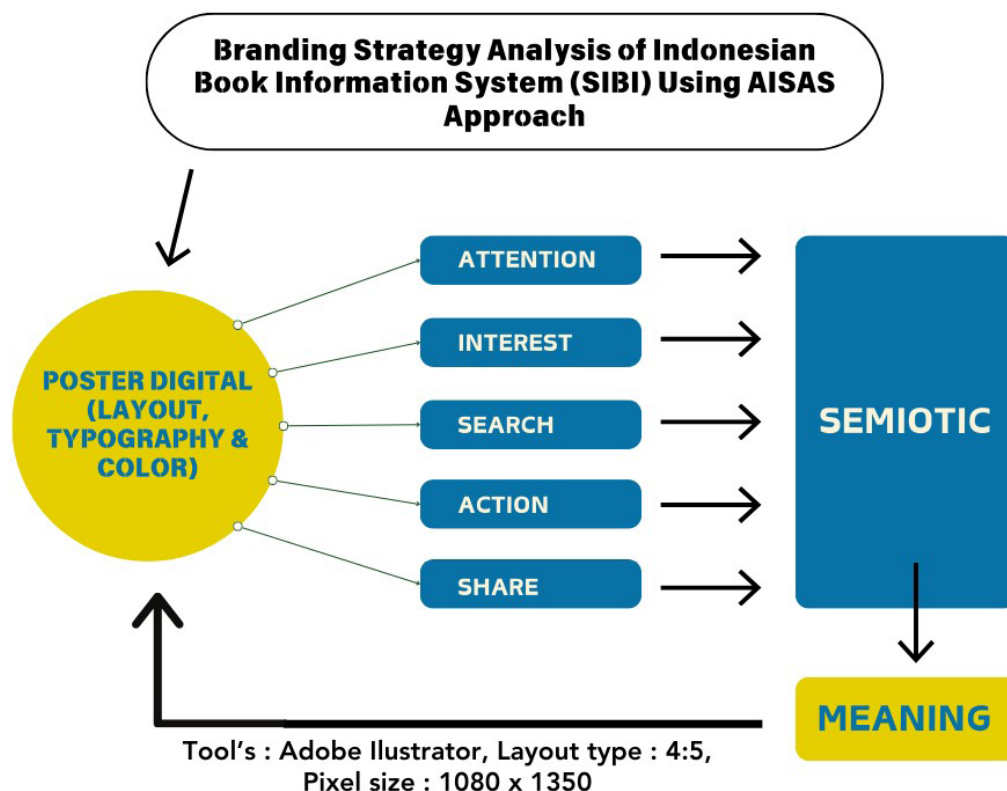 Branding Strategy Analysis of Indonesian
Book Information System (SIBI) Using AISAS
Approach
POSTER DIGITAL
(LAYOUT,
TYPOGRAPHY &
COLOR)
ATTENTION
INTEREST
SEARCH
ACTION
SHARE
SEMIOTIC
MEANING
Tool's : Adobe Ilustrator, Layout type : 4:5,
Pixel size : 1080 x 1350